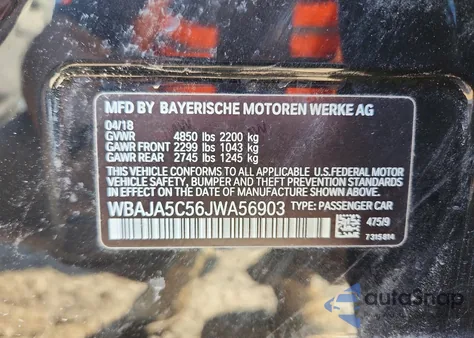 MFD BY BAYERISCHE MOTOREN WERKE AG
04/18
GVWR 4850 lbs 2200 kg
GAWR FRONT 2299 lbs 1043 kg
GAWR REAR 2745 lbs 1245 kg
THIS VEHICLE CONFORMS TO ALL APPLICABLE U.S.FEDERAL MOTOR
VEHICLE SAFETY, BUMPER, AND THEFT PREVENTION STANDARDS
IN EFFECT ON THE DATE OF MANUFACTURE SHOWN ABOVE.
WBAJA5C56JWA56903 TYPE: PASSENGER CAR
475/9
7315814
autoSnap